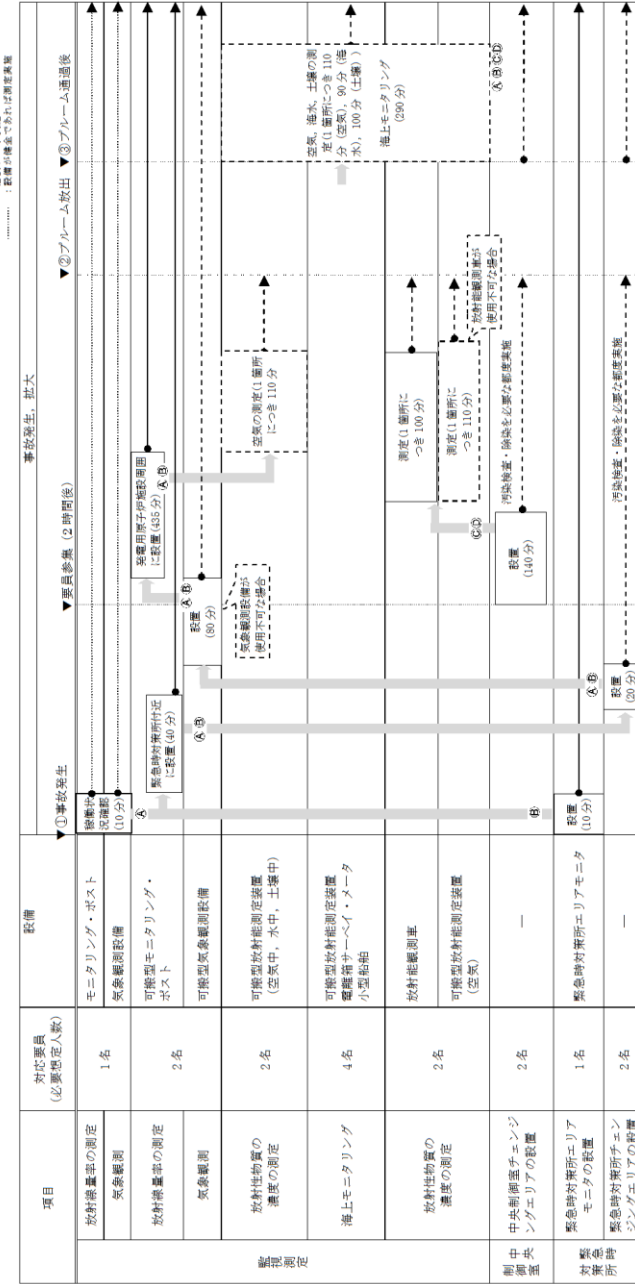 ：設備が健全であれば測定実施
項目
対応要員
(必要想定人数)
設備
事故発生，拡大
▼①事故発生
▼要員参集（2時間後）
▼②プルーム放出
▼③プルーム通過後
監視測定
放射線量率の測定
気象観測
1名
モニタリング・ポスト
気象観測設備
稼働状
況確認
(10分)
放射線量率の測定
気象観測
2名
可搬型モニタリング・
ポスト
可搬型気象観測設備
Ⓐ
緊急時対策所付近
に設置(40分)
発電用原子炉施設周囲
に設置(435分)
Ⓐ Ⓑ
Ⓐ Ⓑ
設置
(80分)
Ⓐ Ⓑ
気象観測設備が
使用不可な場合
放射性物質の
濃度の測定
2名
可搬型放射能測定装置
(空気中，水中，土壌中)
空気の測定(1箇所
につき110分)
海上モニタリング
4名
可搬型放射能測定装置
電離箱サーベイ・メータ
小型船舶
空気，海水，土壌の測
定(1箇所につき110
分（空気），90分（海
水），100分（土壌））
海上モニタリング
(290分)
Ⓐ Ⓑ Ⓒ Ⓓ
放射性物質の
濃度の測定
2名
放射能観測車
可搬型放射能測定装置
(空気)
測定(1箇所に
つき100分)
測定(1箇所に
つき110分)
放射能観測車が
使用不可な場合
Ⓒ Ⓓ
中央
制御
室
中央制御室チェンジ
ングエリアの設置
2名
―
Ⓑ
設置
(140分)
汚染検査・除染を必要な都度実施
緊急時
対策
所
緊急時対策所エリア
モニタの設置
1名
緊急時対策所エリアモニタ
設置
(10分)
Ⓐ Ⓑ
緊急時対策所チェン
ジングエリアの設置
2名
―
設置
(20分)
汚染検査・除染を必要な都度実施